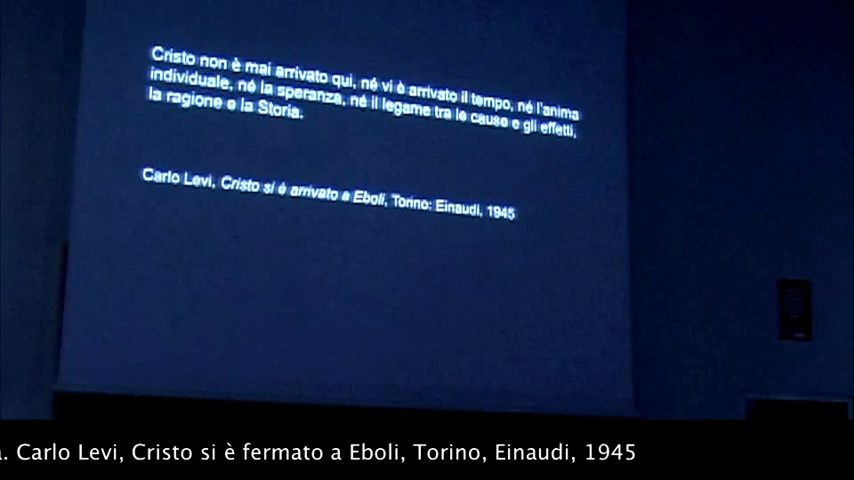 Cristo non è mai arrivato qui, né vi è arrivato il tempo, né l'anima
individuale, né la speranza, né il legame tra le cause e gli effetti,
la ragione e la Storia.
Carlo Levi, Cristo si è arrivato a Eboli, Torino: Einaudi, 1945
. Carlo Levi, Cristo si è fermato a Eboli, Torino, Einaudi, 1945